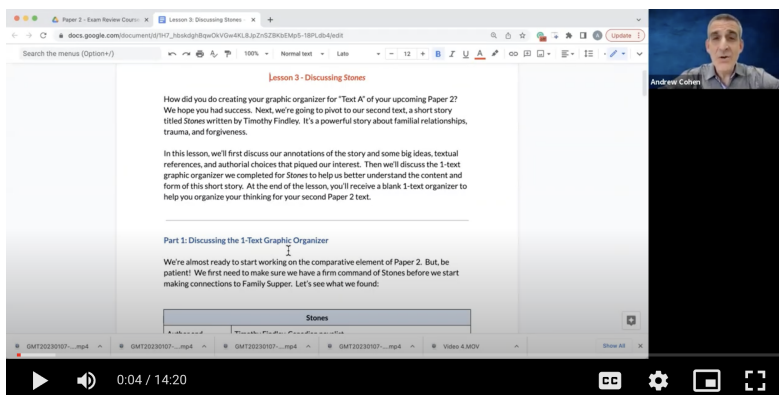 Paper 2 - Exam Review Course
Lesson 3: Discussing Stones
docs.google.com/document/d/1H7_hbskdghBqwOkVGw4KL8JpZnSZBKbEMp5-18PLdb4/edit
Update
Search the menus (Option+/)
100%
Normal text
Lato
12
B I U A
Andrew Cohen
Lesson 3 - Discussing Stones
How did you do creating your graphic organizer for "Text A" of your upcoming Paper 2?
We hope you had success. Next, we're going to pivot to our second text, a short story
titled Stones written by Timothy Findley. It's a powerful story about familial relationships,
trauma, and forgiveness.
In this lesson, we'll first discuss our annotations of the story and some big ideas, textual
references, and authorial choices that piqued our interest. Then we'll discuss the 1-text
graphic organizer we completed for Stones to help us better understand the content and
form of this short story. At the end of the lesson, you'll receive a blank 1-text organizer to
help you organize your thinking for your second Paper 2 text.
Part 1: Discussing the 1-Text Graphic Organizer
We're almost ready to start working on the comparative element of Paper 2. But, be
patient! We first need to make sure we have a firm command of Stones before we start
making connections to Family Supper. Let's see what we found:
Stones
Author and
Timothy Findley, Canadian novelist
GMT20230107-....mp4
GMT20230107-....mp4
GMT20230107-....mp4
GMT20230107-....mp4
Video 4.MOV
Show All
0:04 / 14:20
CC